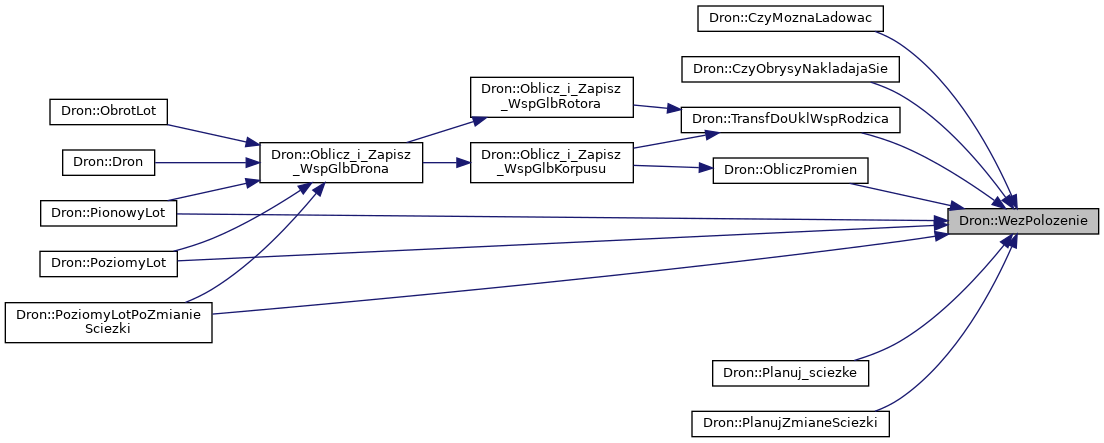 Dron::CzyMoznaLadowac
Dron::CzyObrysyNakladajaSie
Dron::Oblicz_i_Zapisz
_WspGlbRotora
Dron::TransfDoUklWspRodzica
Dron::ObrotLot
Dron::Dron
Dron::Oblicz_i_Zapisz
_WspGlbDrona
Dron::Oblicz_i_Zapisz
_WspGlbKorpusu
Dron::ObliczPromien
Dron::PionowyLot
Dron::WezPolozenie
Dron::PoziomyLot
Dron::PoziomyLotPoZmianie
Sciezki
Dron::Planuj_sciezke
Dron::PlanujZmianeSciezki